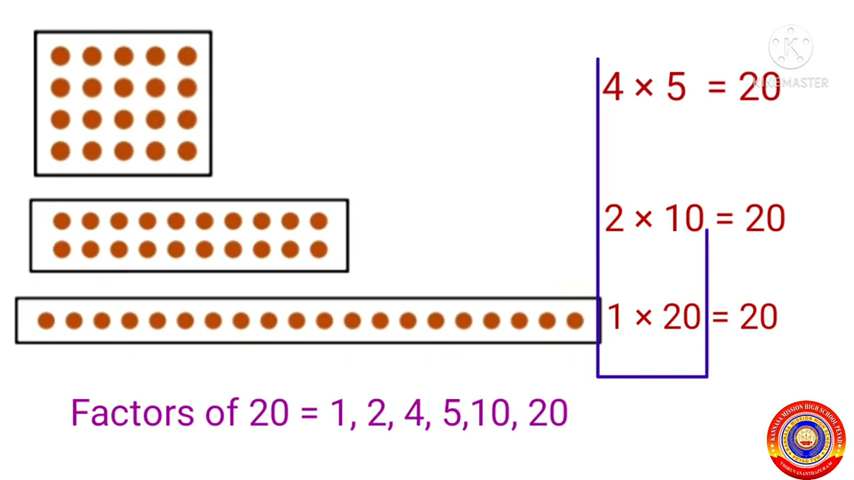 4 × 5 = 20
2 × 10 = 20
1 × 20 = 20
Factors of 20 = 1, 2, 4, 5,10, 20